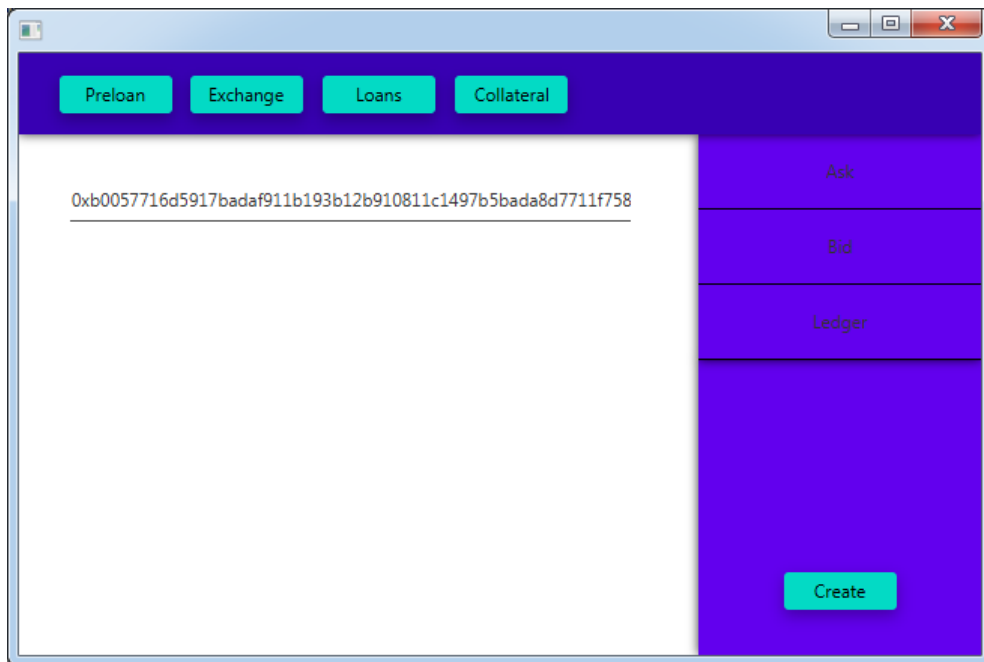 Preloan Exchange Loans Collateral
0xb0057716d5917badaf911b193b12b910811c1497b5bada8d7711f758
Ask
Bid
Ledger
Create